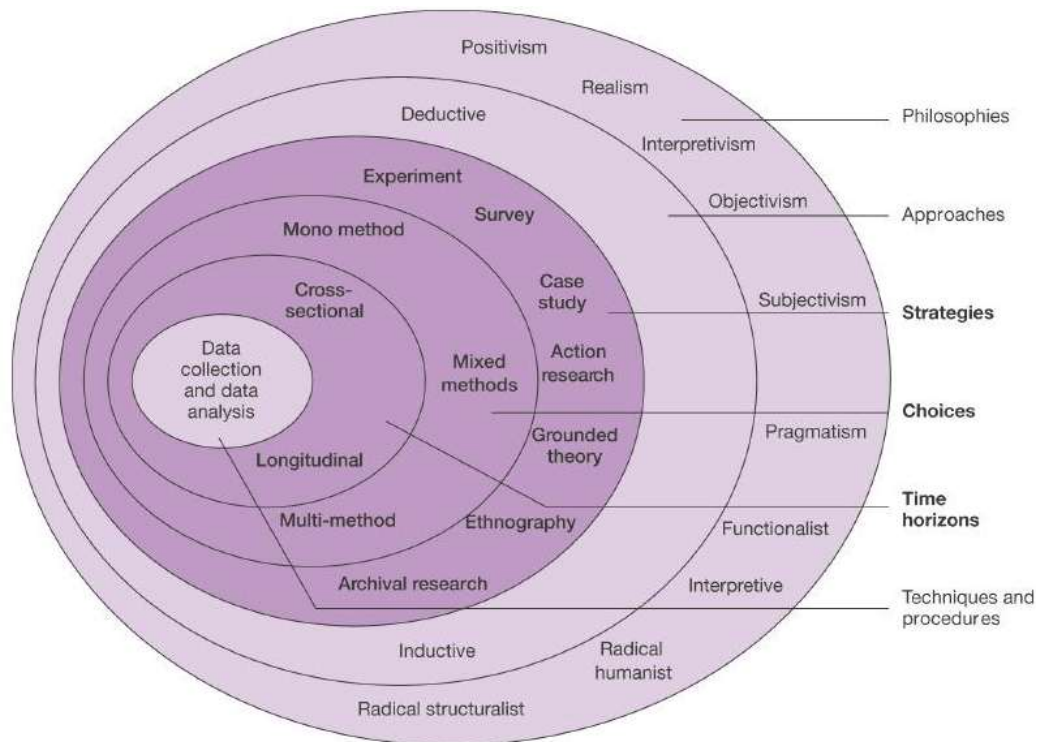 Positivism
Realism
Philosophies
Deductive
Interpretivism
Experiment
Objectivism
Approaches
Survey
Mono method
Case
study
Subjectivism
Strategies
Cross-
sectional
Data
collection
and data
analysis
Mixed
methods
Action
research
Choices
Pragmatism
Grounded
theory
Longitudinal
Time
horizons
Multi-method
Ethnography
Functionalist
Archival research
Interpretive
Techniques and
procedures
Inductive
Radical
humanist
Radical structuralist